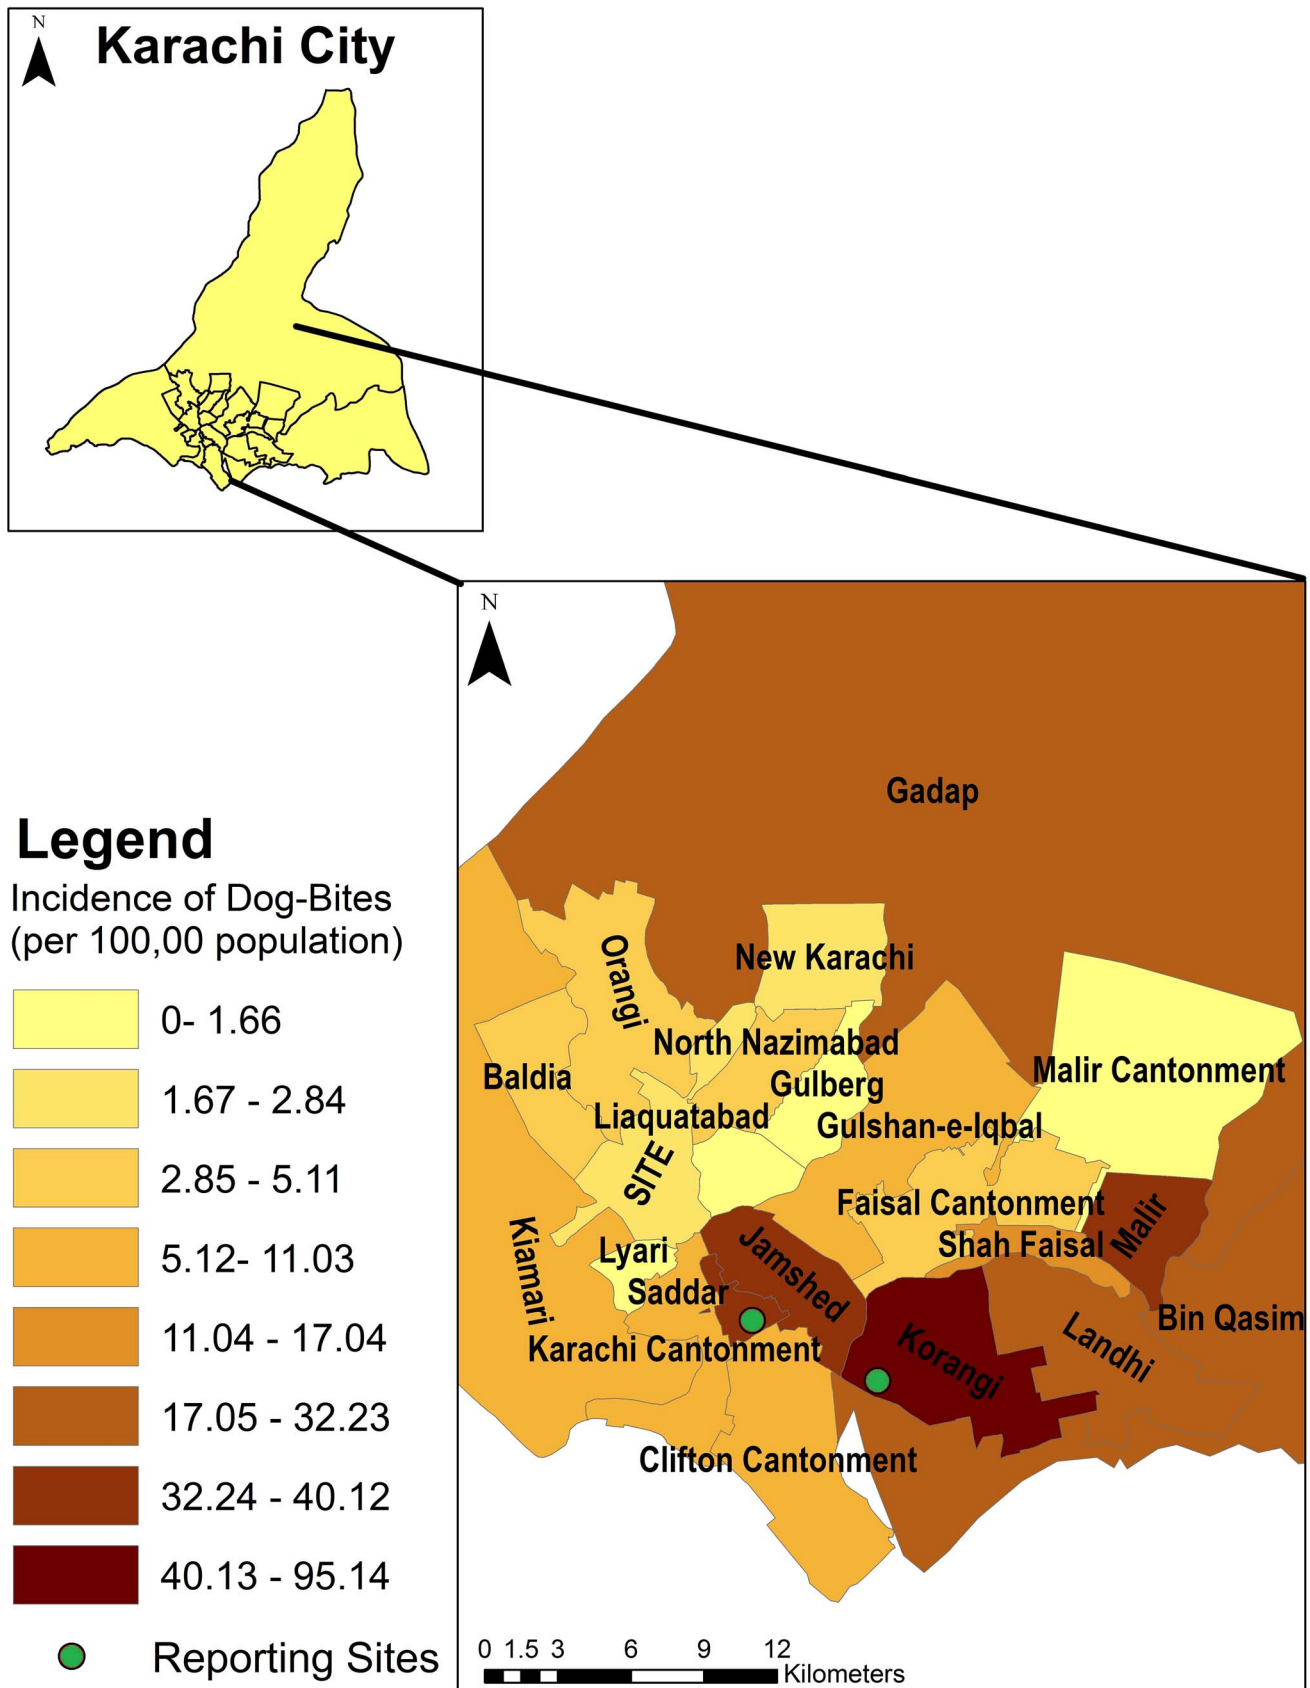 N
Karachi City
N
Gadap
Legend
Incidence of Dog-Bites
(per 100,00 population)
0- 1.66
1.67 - 2.84
2.85 - 5.11
5.12- 11.03
11.04 - 17.04
17.05 - 32.23
32.24 - 40.12
40.13 - 95.14
Reporting Sites
Orangi
New Karachi
North Nazimabad
Baldia
Gulberg
Malir Cantonment
Liaquatabad
Gulshan-e-Iqbal
SITE
Faisal Cantonment
Malir
Kiamari
Lyari
Jamshed
Shah Faisal
Saddar
Bin Qasim
Karachi Cantonment
Korangi
Landhi
Clifton Cantonment
0 1.5 3 6 9 12
Kilometers